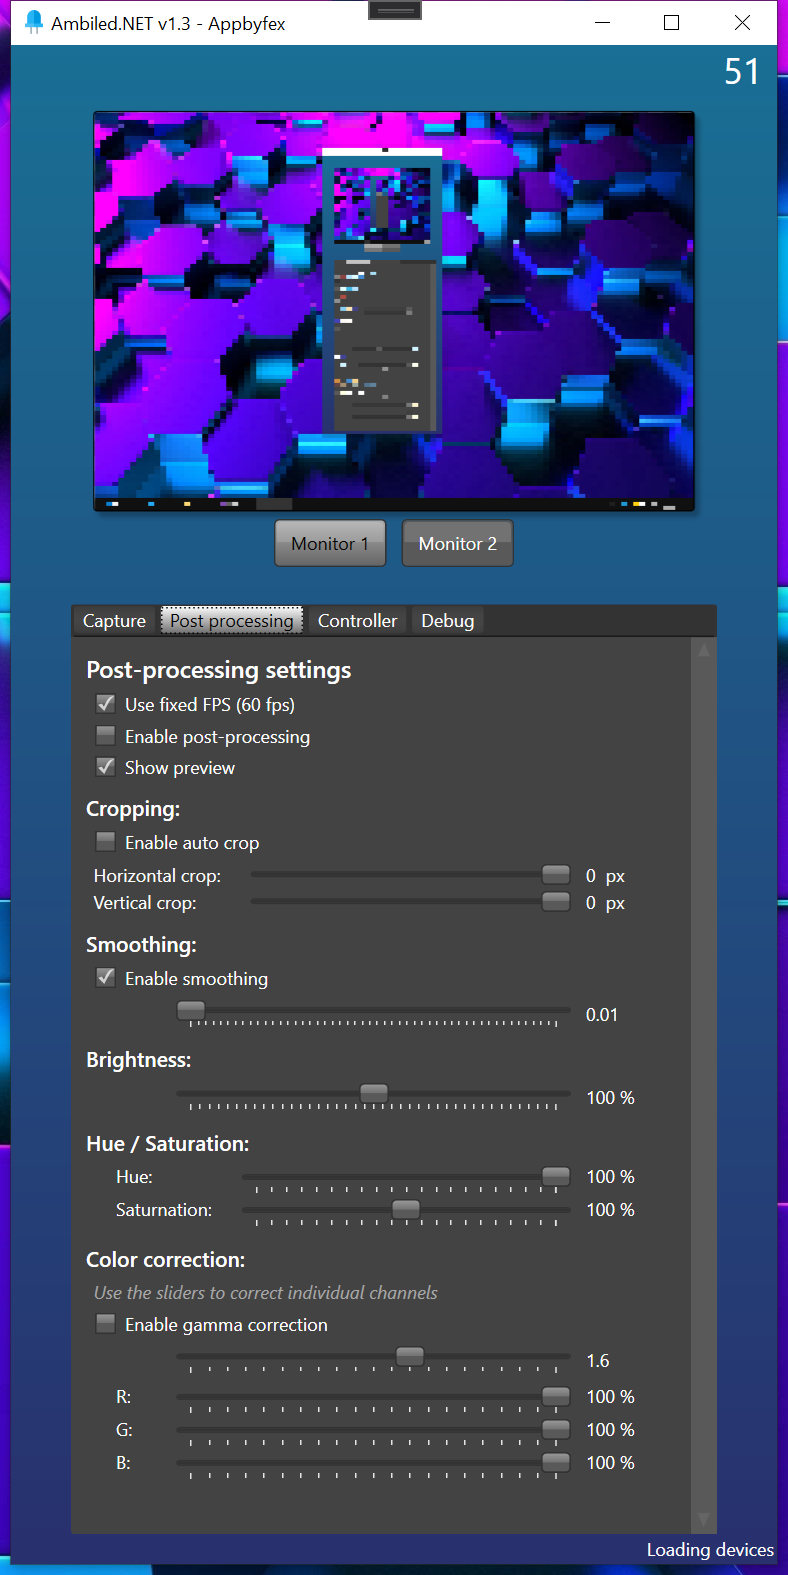 Ambiled.NET v1.3 - Appbyfex
51
Monitor 1 Monitor 2
Capture Post processing Controller Debug
Post-processing settings
Use fixed FPS (60 fps)
Enable post-processing
Show preview
Cropping:
Enable auto crop
Horizontal crop: 0 px
Vertical crop: 0 px
Smoothing:
Enable smoothing
0.01
Brightness:
100 %
Hue / Saturation:
Hue: 100 %
Saturnation: 100 %
Color correction:
Use the sliders to correct individual channels
Enable gamma correction
1.6
R: 100 %
G: 100 %
B: 100 %
Loading devices